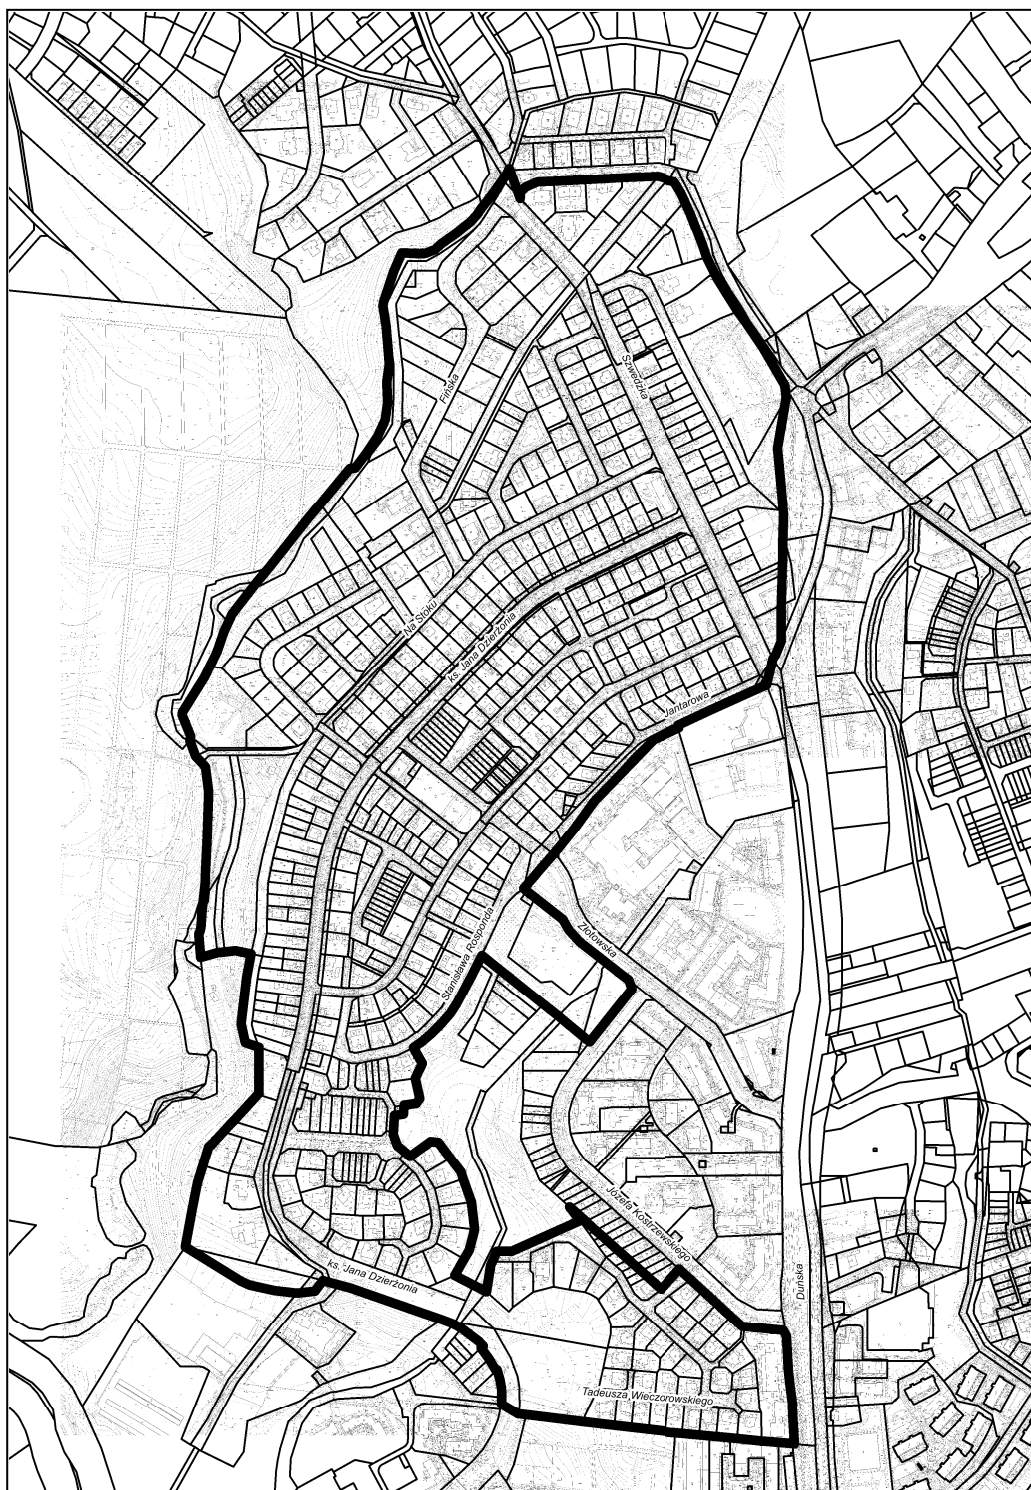 Szwedzka
Fińska
Na Stoku
ks. Jana Dzierżonia
Jantarowa
Stanisława Rosponda
Złotowska
Józefa Kostrzewskiego
ks. Jana Dzierżonia
Duńska
Tadeusza Wieczorowskiego